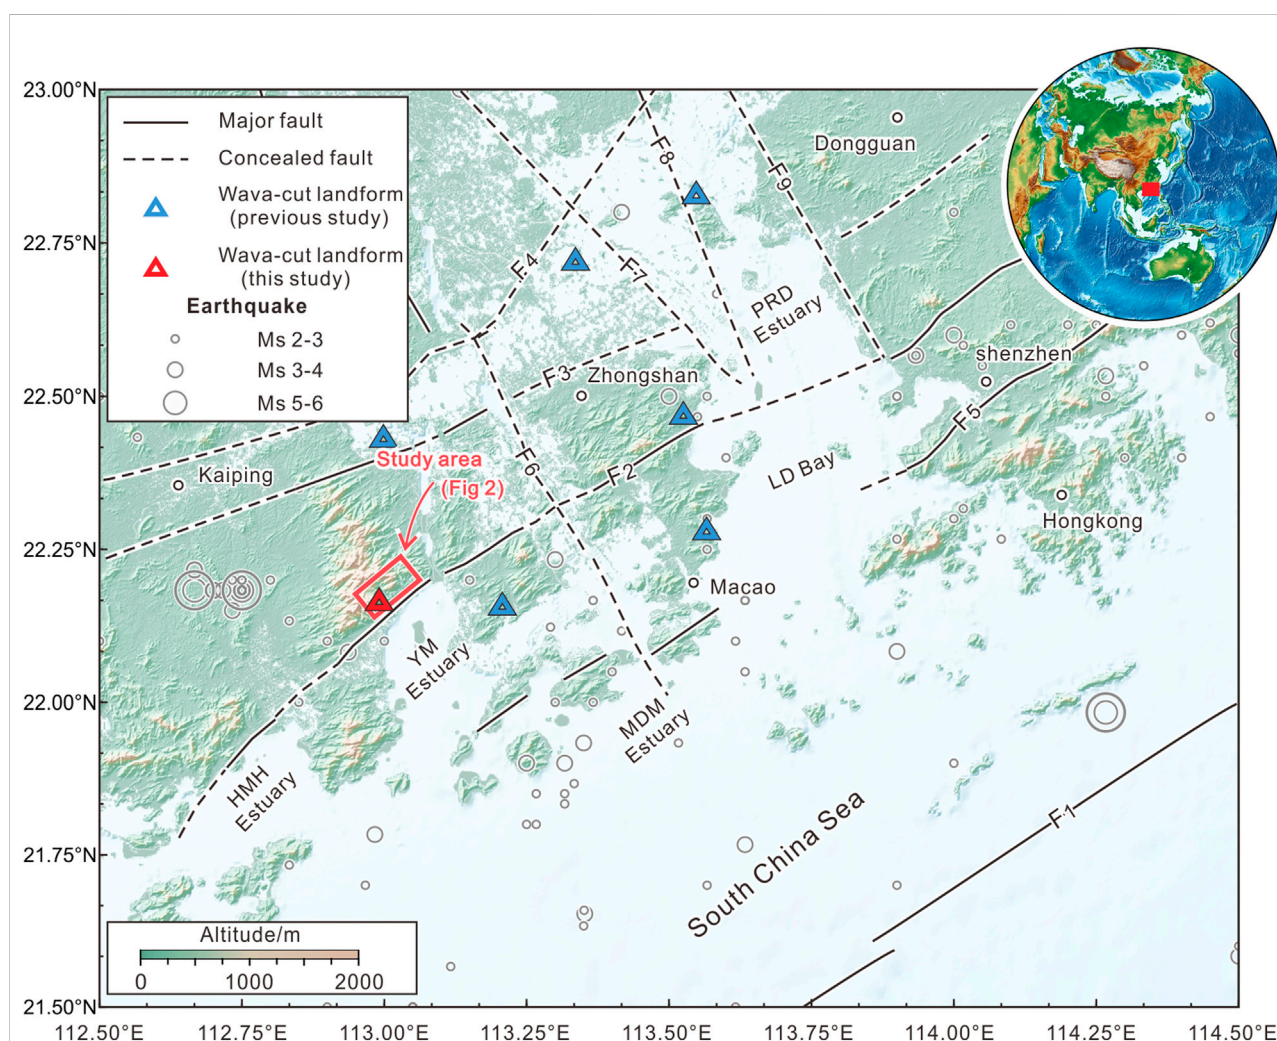 23.00°N
22.75°N
22.50°N
22.25°N
22.00°N
21.75°N
21.50°N
112.50°E
112.75°E
113.00°E
113.25°E
113.50°E
113.75°E
114.00°E
114.25°E
114.50°E
Major fault
Concealed fault
Wava-cut landform
(previous study)
Wava-cut landform
(this study)
Earthquake
Ms 2-3
Ms 3-4
Ms 5-6
F4
F7
F8
F9
Dongguan
PRD
Estuary
F3
Zhongshan
shenzhen
F5
Kaiping
Study area
(Fig 2)
F6
F2
LD Bay
Hongkong
Macao
YM
Estuary
MDM
Estuary
HMH
Estuary
South China Sea
F1
Altitude/m
0
1000
2000